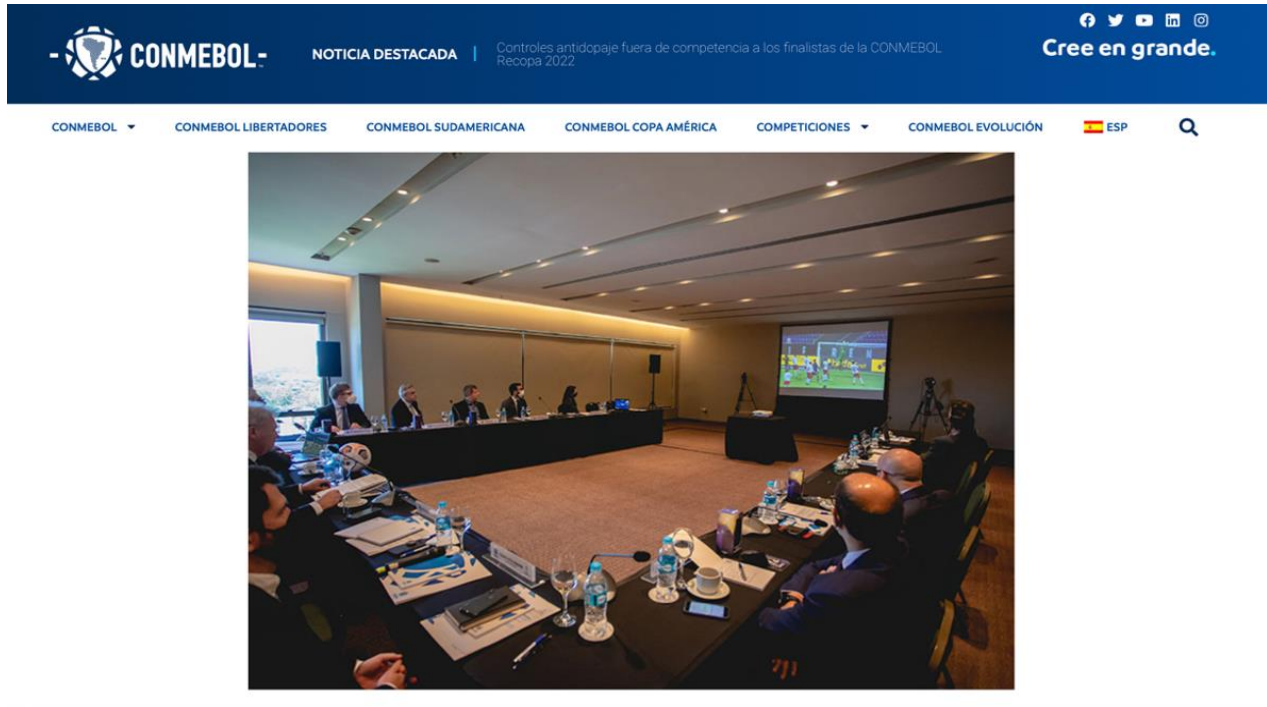 CONMEBOL
NOTICIA DESTACADA
Controles antidopaje fuera de competencia a los finalistas de la CONMEBOL
Recopa 2022
Cree en grande.
CONMEBOL
CONMEBOL LIBERTADORES
CONMEBOL SUDAMERICANA
CONMEBOL COPA AMÉRICA
COMPETICIONES
CONMEBOL EVOLUCIÓN
ESP